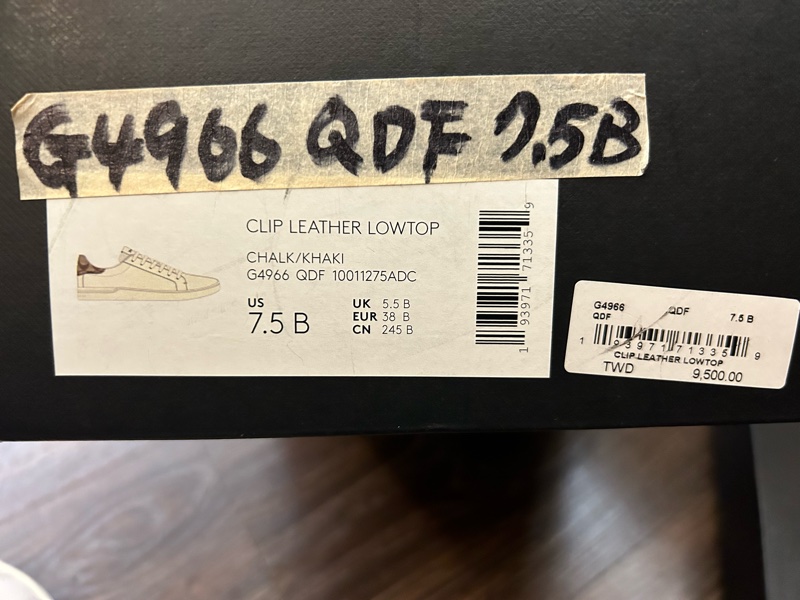 G4966 QDF 7.5B
CLIP LEATHER LOWTOP
CHALK/KHAKI
G4966 QDF 10011275ADC
US
7.5 B
UK 5.5 B
EUR 38 B
CN 245 B
1 93971 71335 9
G4966 QDF 7.5 B
QDF
1 93971 71335 9
CLIP LEATHER LOWTOP
TWD 9,500.00